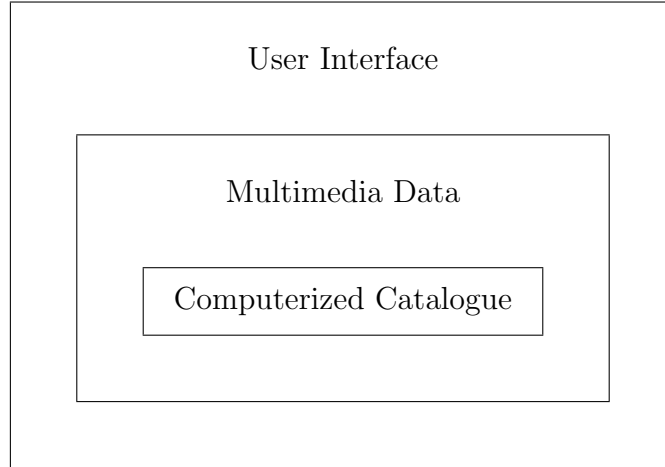 User Interface
Multimedia Data
Computerized Catalogue